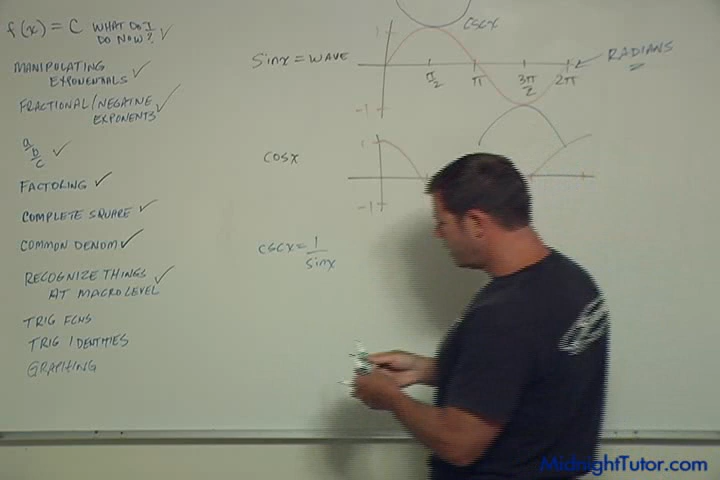 f(x) = C WHAT DO I
DO NOW? ✓
MANIPULATING
EXPONENTIALS ✓
FRACTIONAL/NEGATIVE
EXPONENTS ✓
a
b
c ✓
FACTORING ✓
COMPLETE SQUARE ✓
COMMON DENOM ✓
RECOGNIZE THINGS
AT MACRO LEVEL ✓
TRIG FCNS
TRIG IDENTITIES
GRAPHING
cscx
sinx = WAVE
1
-1
π/2
π
3π/2
2π
RADIANS
cosx
1
-1
cscx = 1/sinx
MidnightTutor.com